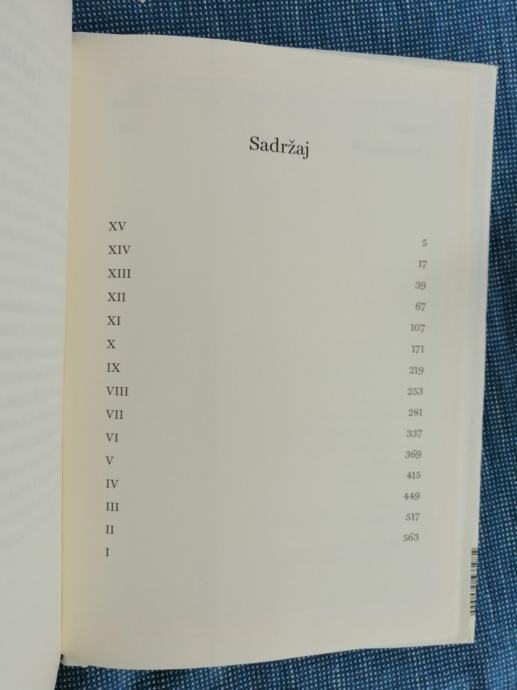 Sadržaj
XV 5
XIV 17
XIII 39
XII 67
XI 107
X 171
IX 219
VIII 253
VII 281
VI 337
V 369
IV 415
III 449
II 517
I 563